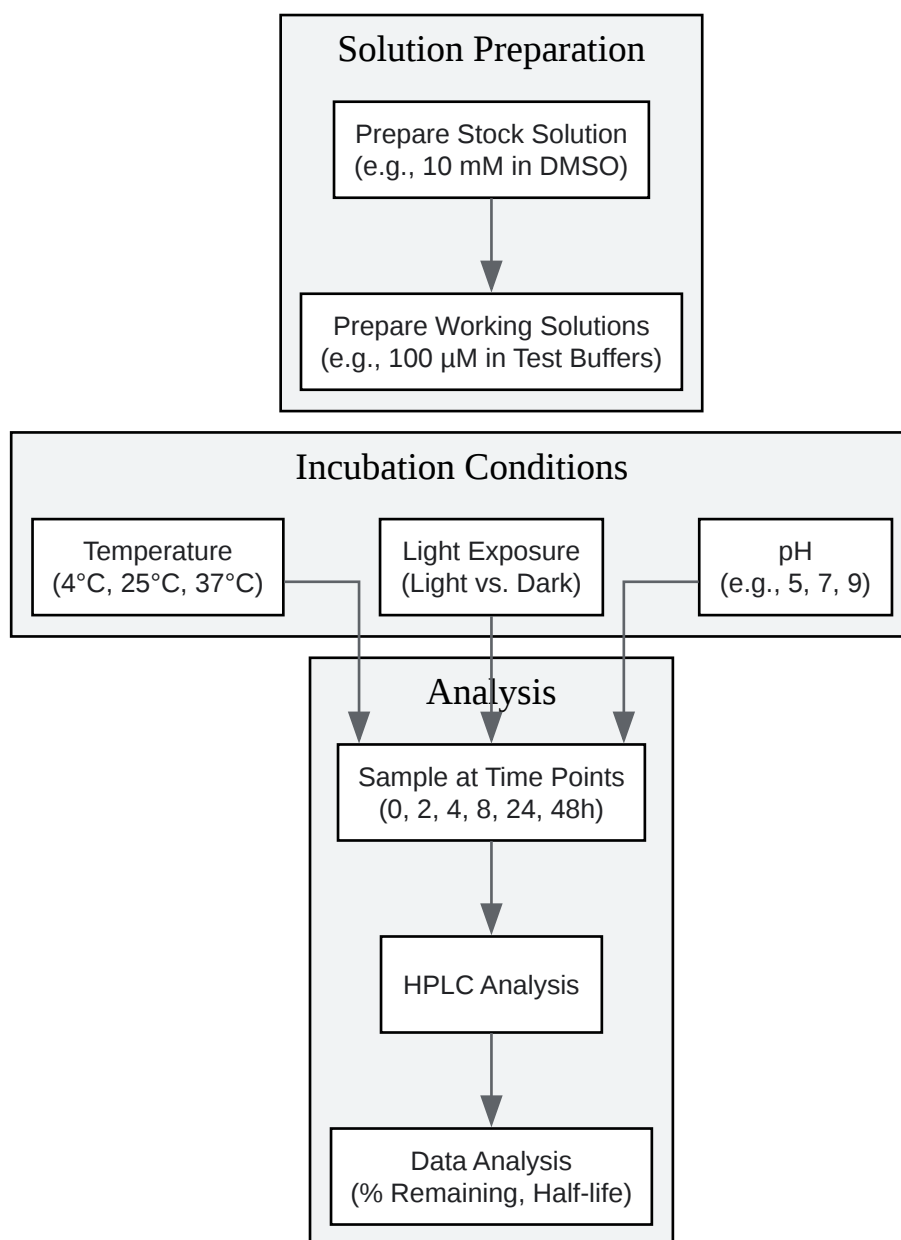 Solution Preparation
Prepare Stock Solution
(e.g., 10 mM in DMSO)
Prepare Working Solutions
(e.g., 100 µM in Test Buffers)
Incubation Conditions
Temperature
(4°C, 25°C, 37°C)
Light Exposure
(Light vs. Dark)
pH
(e.g., 5, 7, 9)
Analysis
Sample at Time Points
(0, 2, 4, 8, 24, 48h)
HPLC Analysis
Data Analysis
(% Remaining, Half-life)